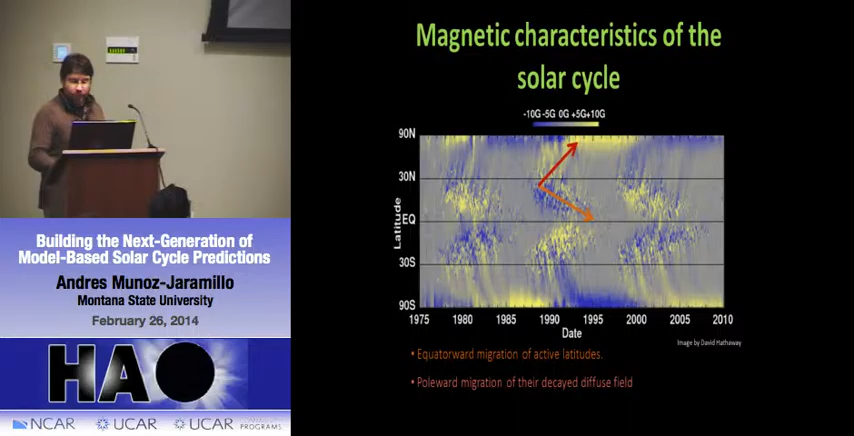 Magnetic characteristics of the
solar cycle
-10G -5G 0G +5G+10G
90N
30N
EQ
30S
90S
Latitude
1975 1980 1985 1990 1995 2000 2005 2010
Date
Image by David Hathaway
• Equatorward migration of active latitudes.
• Poleward migration of their decayed diffuse field
Building the Next-Generation of
Model-Based Solar Cycle Predictions
Andres Munoz-Jaramillo
Montana State University
February 26, 2014
HAO
NCAR UCAR UCAR
PROGRAMS